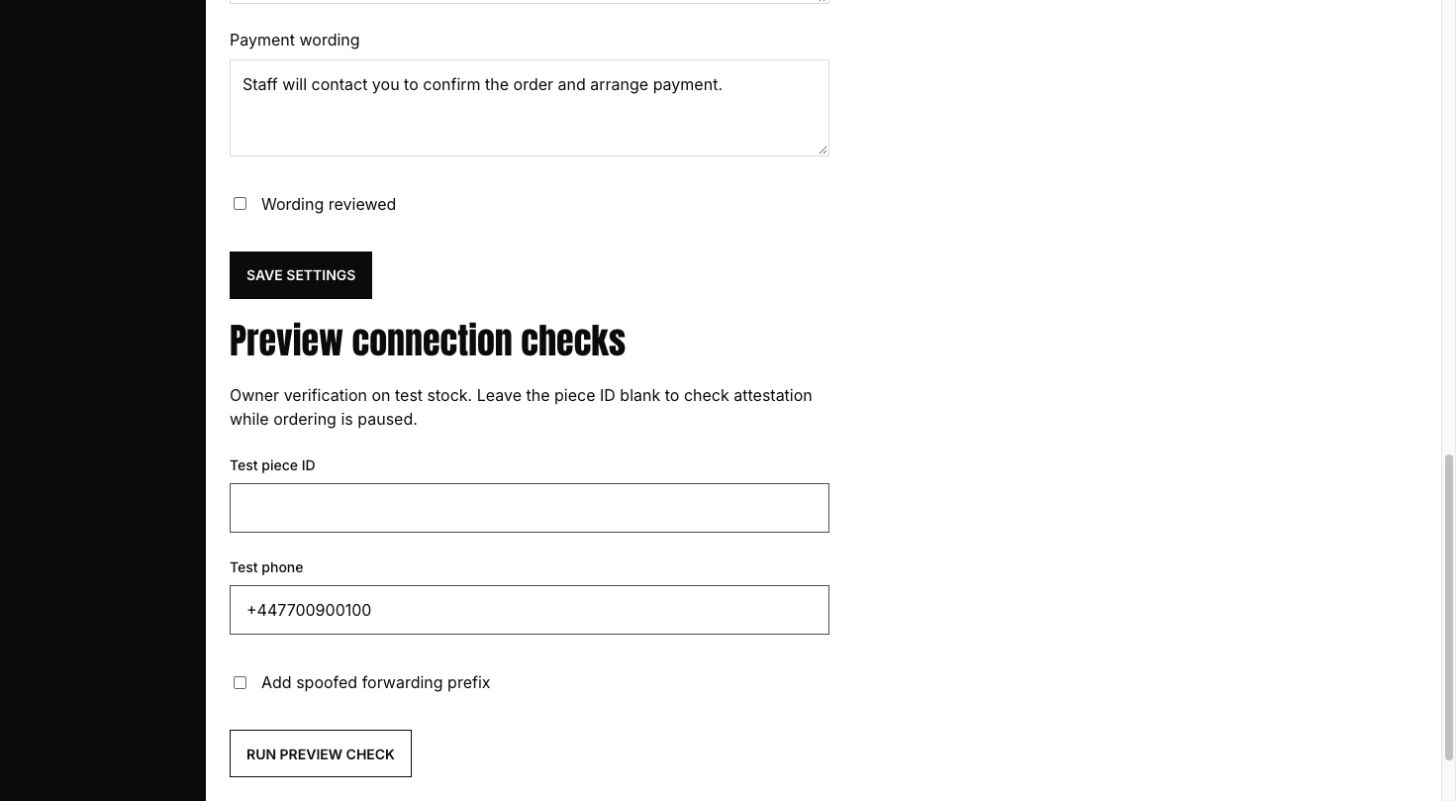 Payment wording
Staff will contact you to confirm the order and arrange payment.
Wording reviewed
SAVE SETTINGS
Preview connection checks
Owner verification on test stock. Leave the piece ID blank to check attestation
while ordering is paused.
Test piece ID
Test phone
+447700900100
Add spoofed forwarding prefix
RUN PREVIEW CHECK